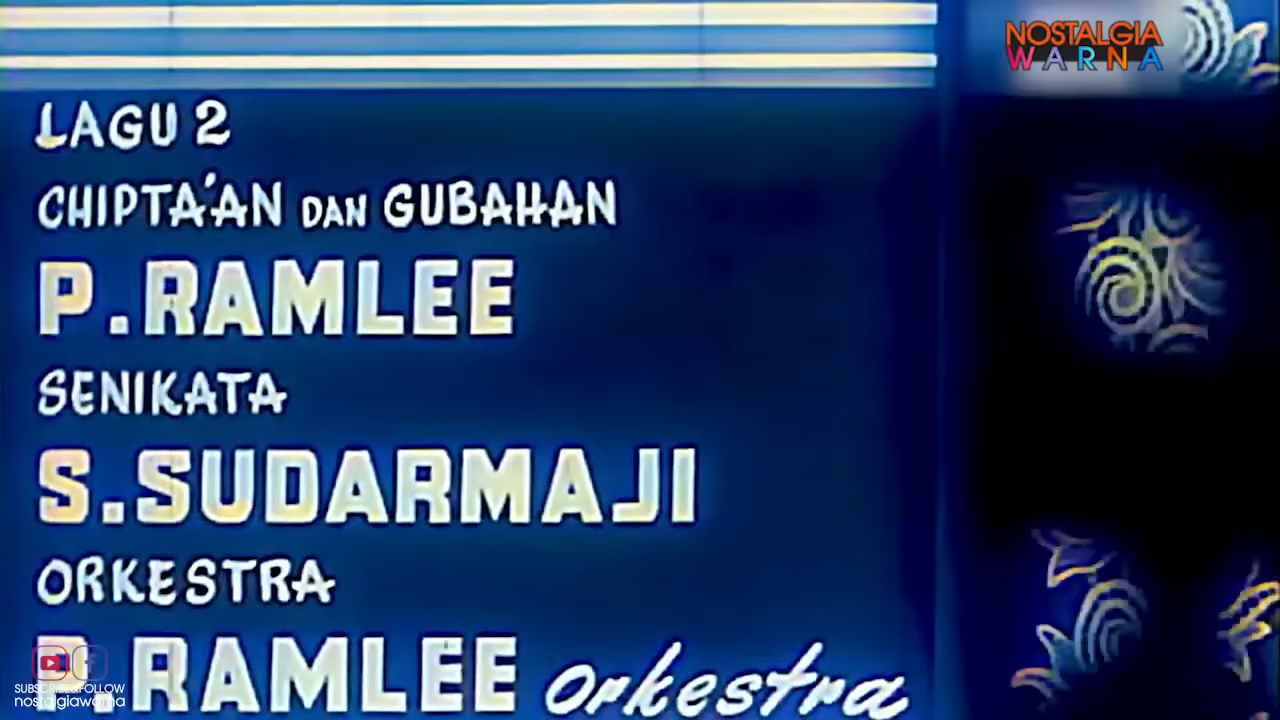 NOSTALGIA
WARNA
LAGU 2
CHIPTA'AN DAN GUBAHAN
P.RAMLEE
SENIKATA
S.SUDARMAJI
ORKESTRA
P.RAMLEE orkestra
SUBSCRIBE&FOLLOW
nostalgiawarna